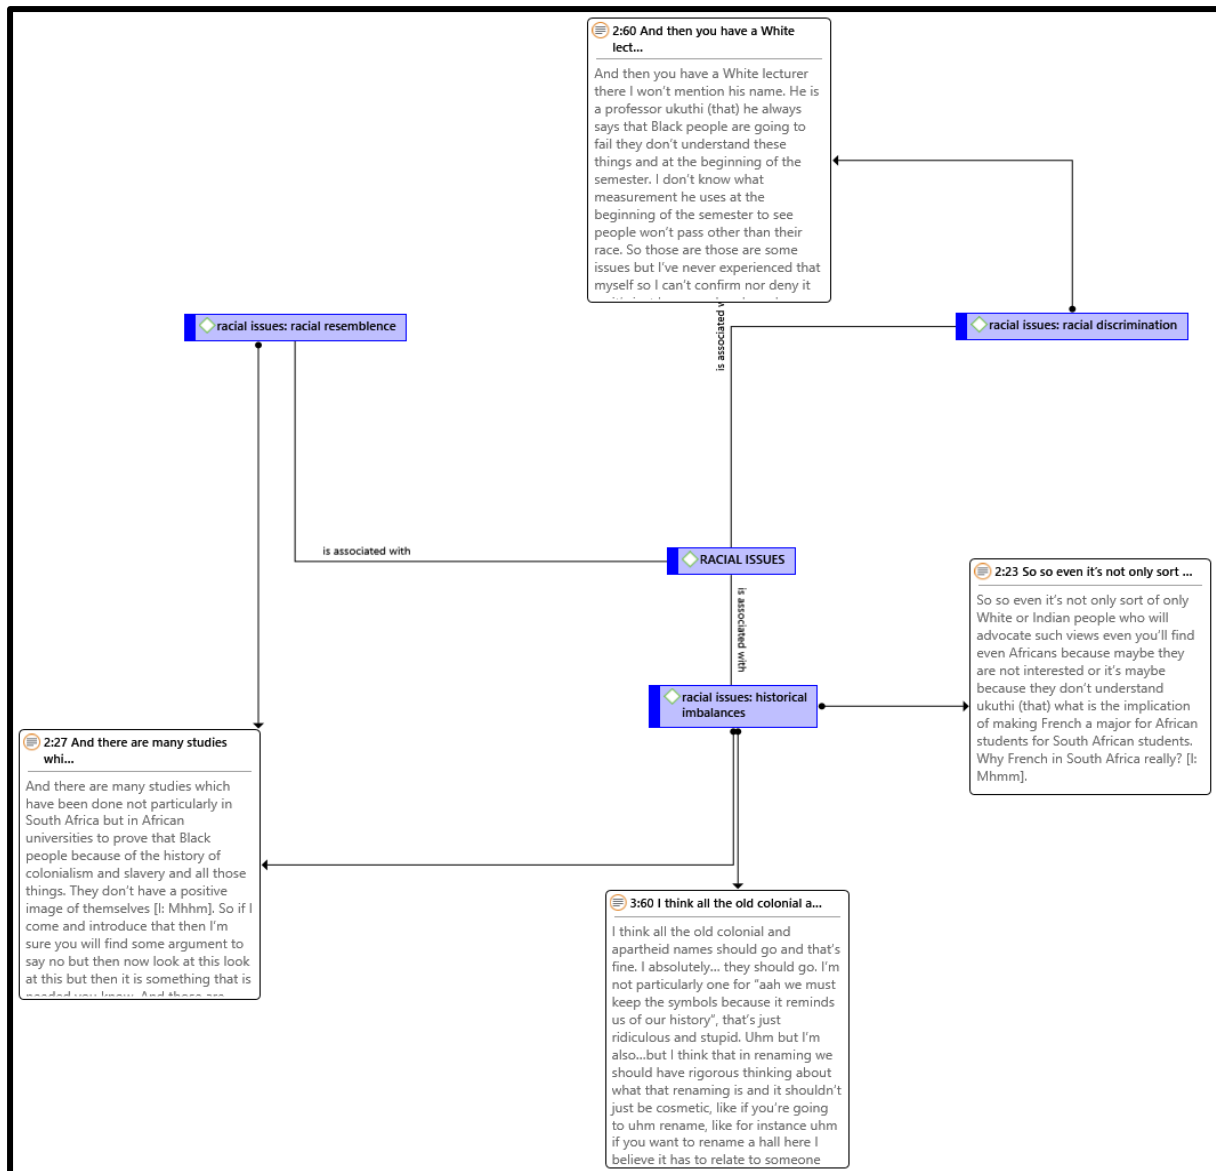 2:60 And then you have a White
lect...
And then you have a White lecturer
there I won't mention his name. He is
a professor ukuthi (that) he always
says that Black people are going to
fail they don't understand these
things and at the beginning of the
semester. I don't know what
measurement he uses at the
beginning of the semester to see
people won't pass other than their
race. So those are those are some
issues but I've never experienced that
myself so I can't confirm nor deny it
is associated
racial issues: racial resemblence
racial issues: racial discrimination
is associated with
RACIAL ISSUES
is associated with
racial issues: historical
imbalances
2:23 So so even it's not only sort ...
So so even it's not only sort of only
White or Indian people who will
advocate such views even you'll find
even Africans because maybe they
are not interested or it's maybe
because they don't understand
ukuthi (that) what is the implication
of making French a major for African
students for South African students.
Why French in South Africa really? [I:
Mhmm].
2:27 And there are many studies
whi...
And there are many studies which
have been done not particularly in
South Africa but in African
universities to prove that Black
people because of the history of
colonialism and slavery and all those
things. They don't have a positive
image of themselves [I: Mhhm]. So if I
come and introduce that then I'm
sure you will find some argument to
say no but then now look at this look
at this but then it is something that is
3:60 I think all the old colonial a...
I think all the old colonial and
apartheid names should go and that's
fine. I absolutely... they should go. I'm
not particularly one for "aah we must
keep the symbols because it reminds
us of our history", that's just
ridiculous and stupid. Uhm but I'm
also...but I think that in renaming we
should have rigorous thinking about
what that renaming is and it shouldn't
just be cosmetic, like if you're going
to uhm rename, like for instance uhm
if you want to rename a hall here I
believe it has to relate to someone